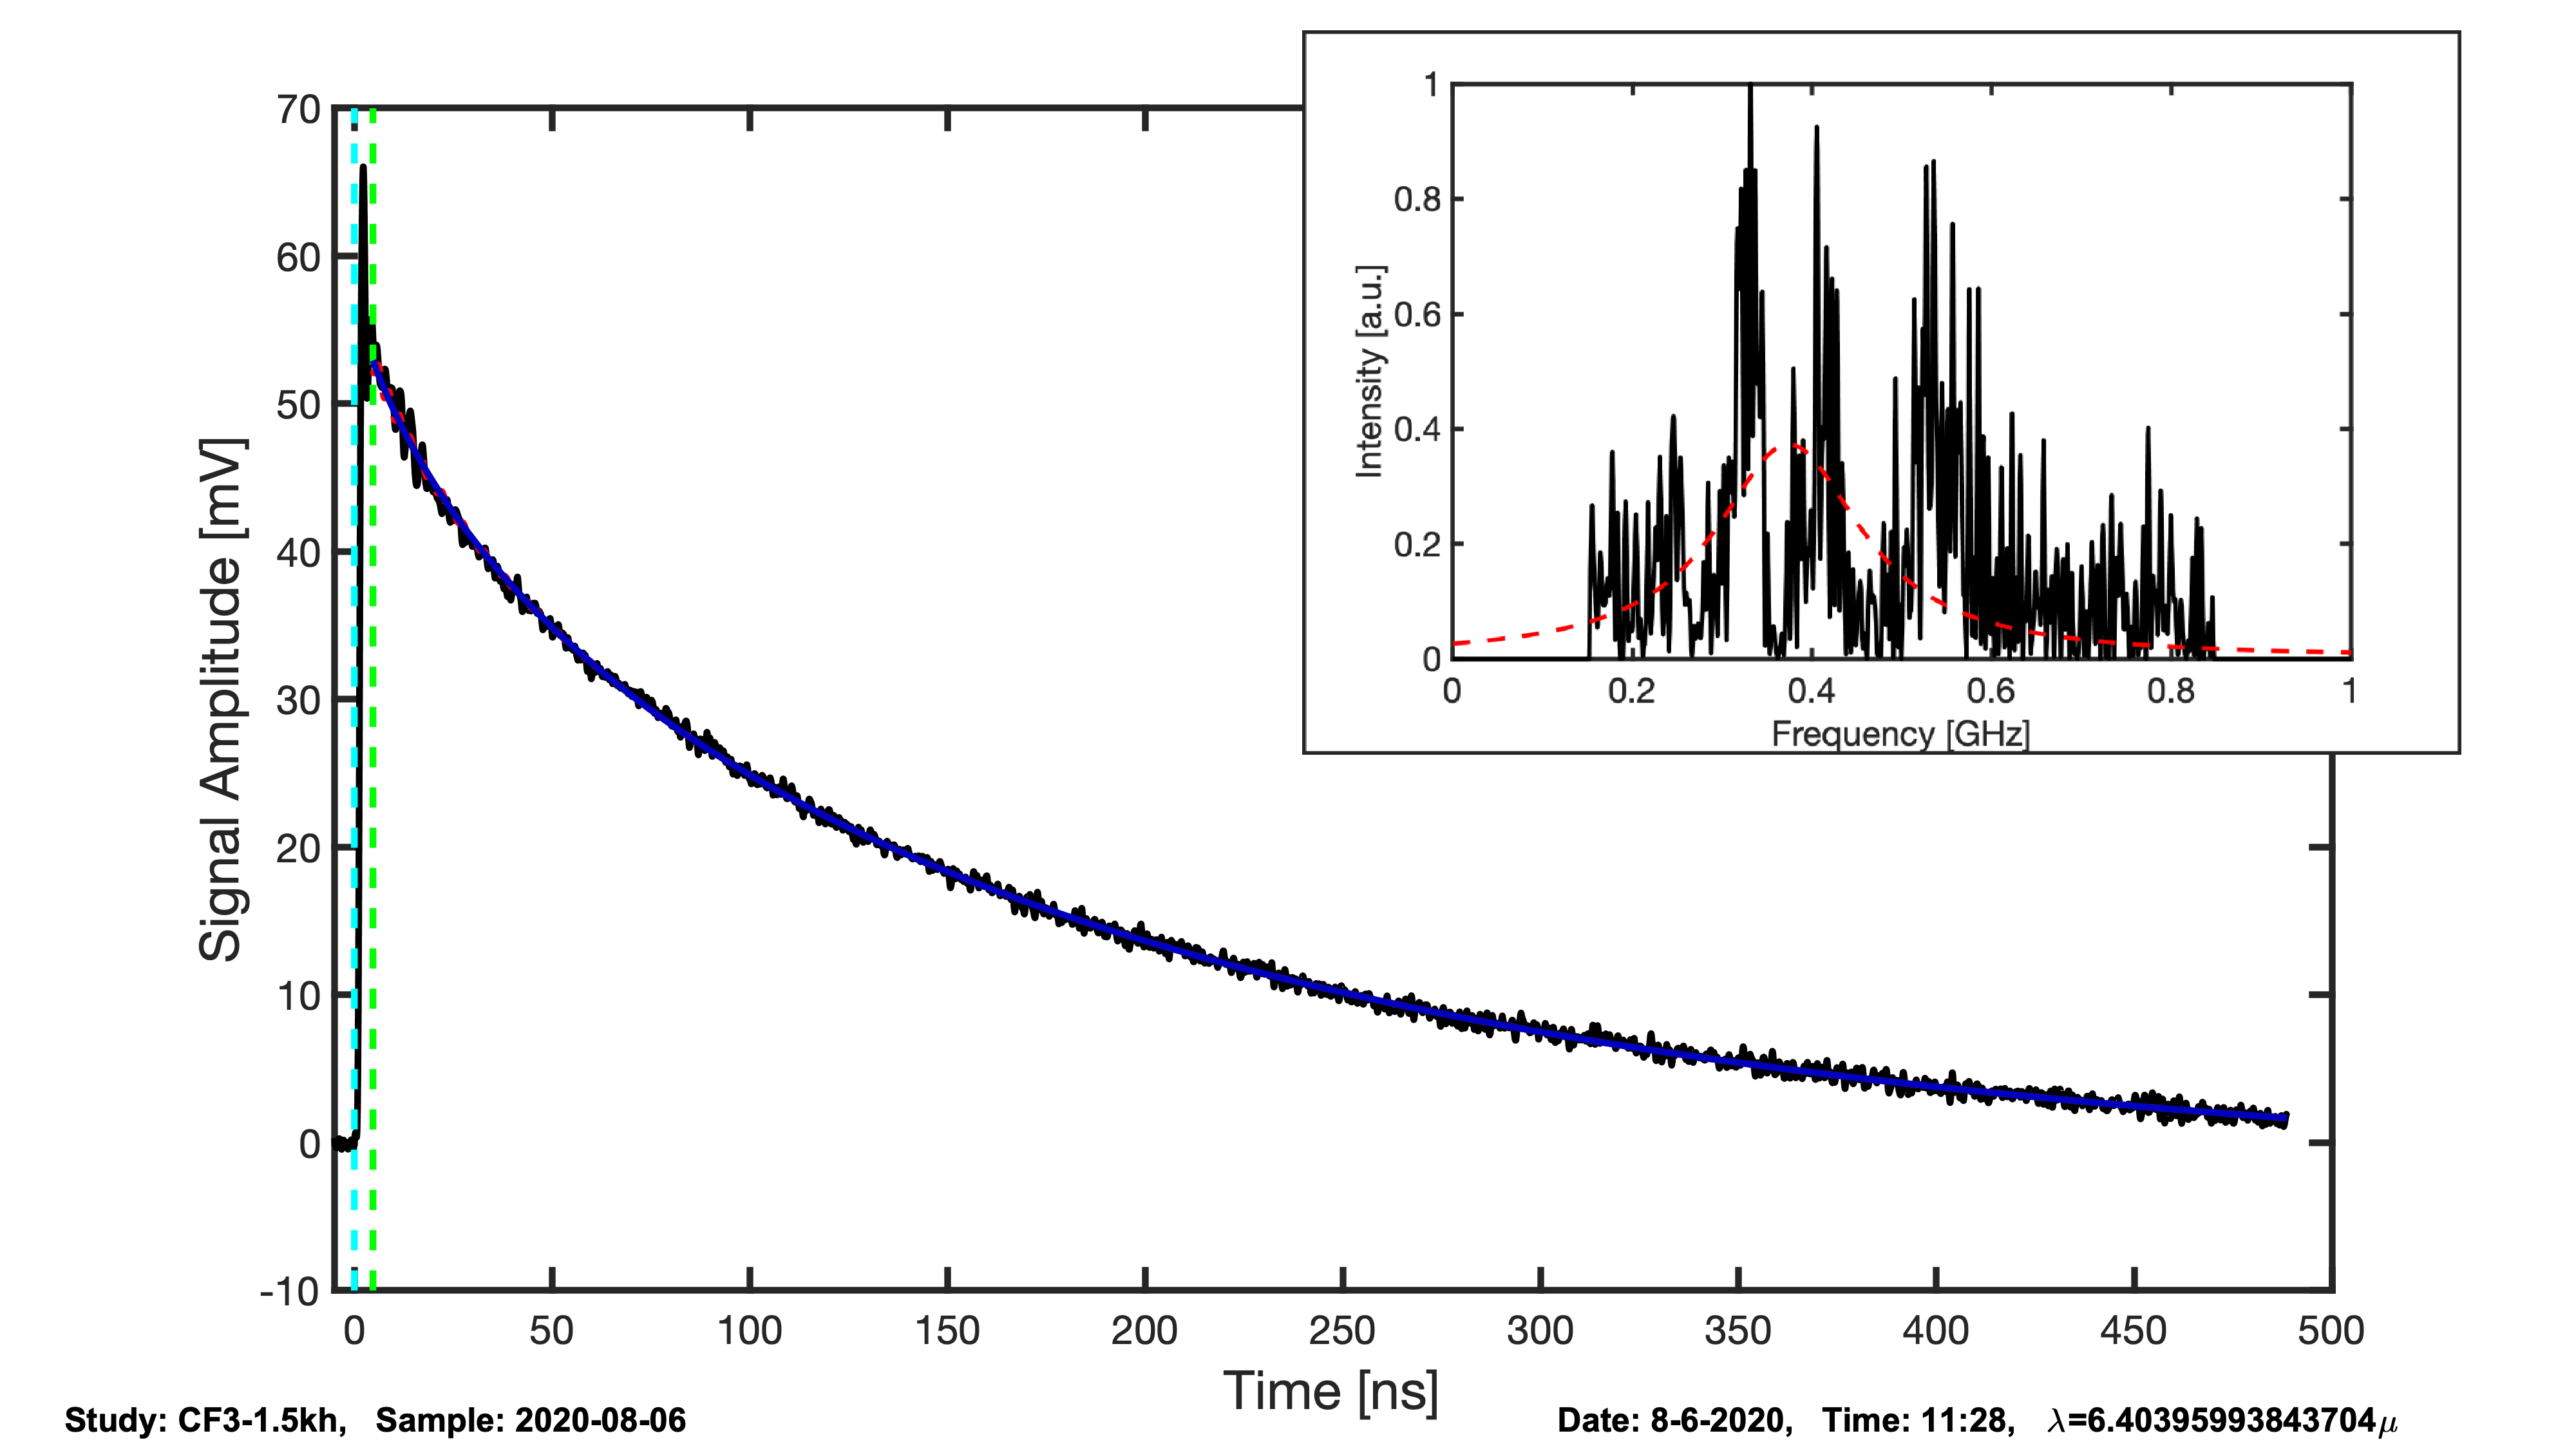 1
0.8
0.6
0.4
0.2
0
Intensity [a.u.]
0 0.2 0.4 0.6 0.8 1
Frequency [GHz]
70
60
50
40
30
20
10
0
-10
Signal Amplitude [mV]
0 50 100 150 200 250 300 350 400 450 500
Time [ns]
Study: CF3-1.5kh, Sample: 2020-08-06
Date: 8-6-2020, Time: 11:28, λ=6.40395993843704μ